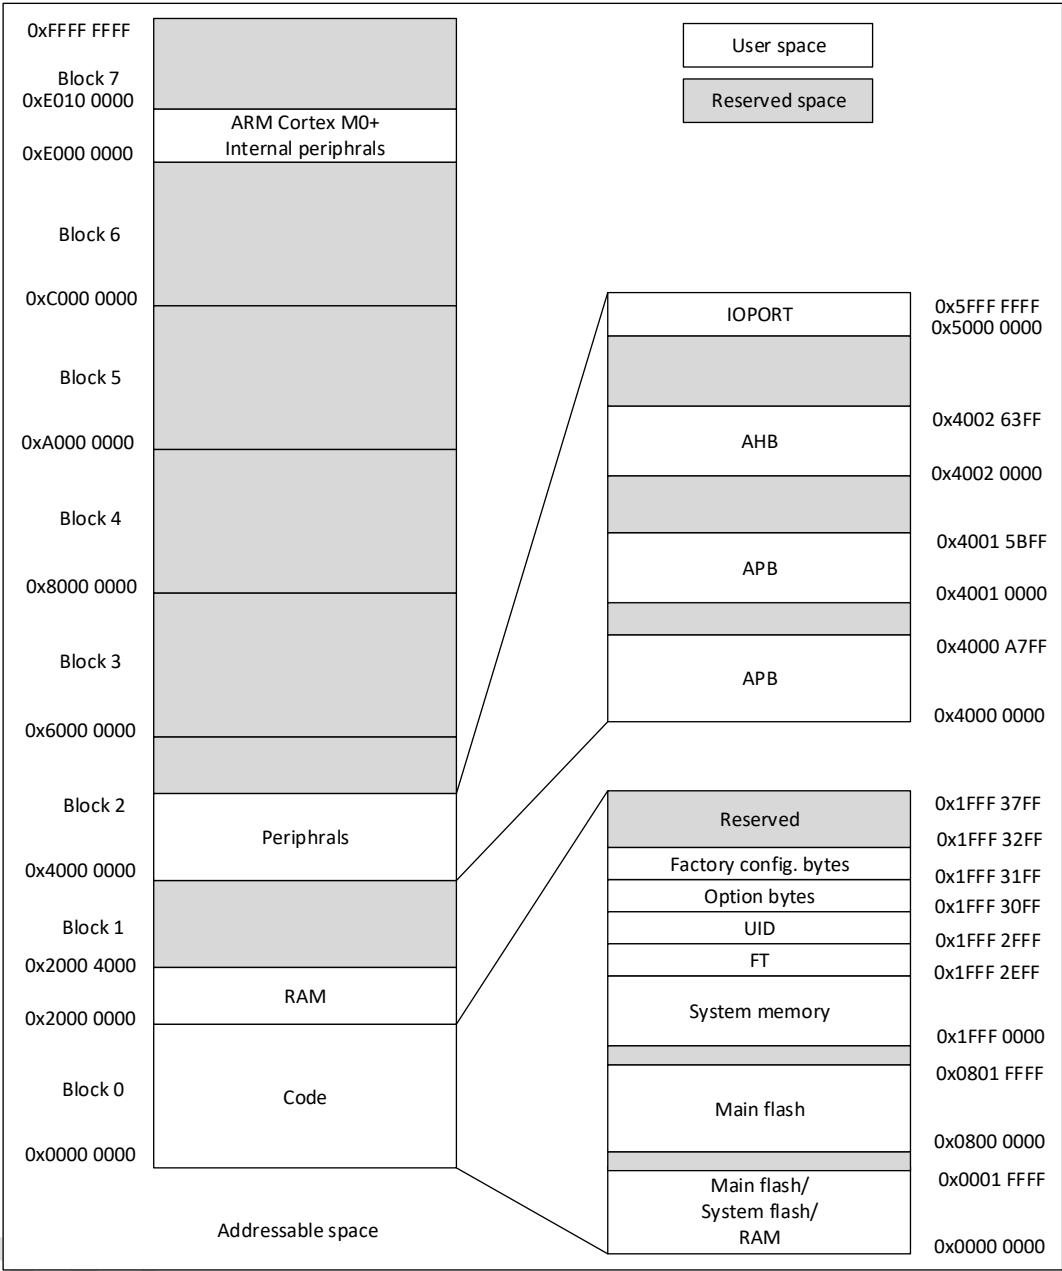 0xFFFF FFFF
Block 7
0xE010 0000
ARM Cortex M0+
Internal periphrals
0xE000 0000
Block 6
0xC000 0000
Block 5
0xA000 0000
Block 4
0x8000 0000
Block 3
0x6000 0000
Block 2
Periphrals
0x4000 0000
Block 1
0x2000 4000
RAM
0x2000 0000
Block 0
Code
0x0000 0000
Addressable space
User space
Reserved space
IOPORT
0x5FFF FFFF
0x5000 0000
0x4002 63FF
AHB
0x4002 0000
0x4001 5BFF
APB
0x4001 0000
0x4000 A7FF
APB
0x4000 0000
0x1FFF 37FF
Reserved
0x1FFF 32FF
Factory config. bytes
0x1FFF 31FF
Option bytes
0x1FFF 30FF
UID
0x1FFF 2FFF
FT
0x1FFF 2EFF
System memory
0x1FFF 0000
0x0801 FFFF
Main flash
0x0800 0000
0x0001 FFFF
Main flash/
System flash/
RAM
0x0000 0000